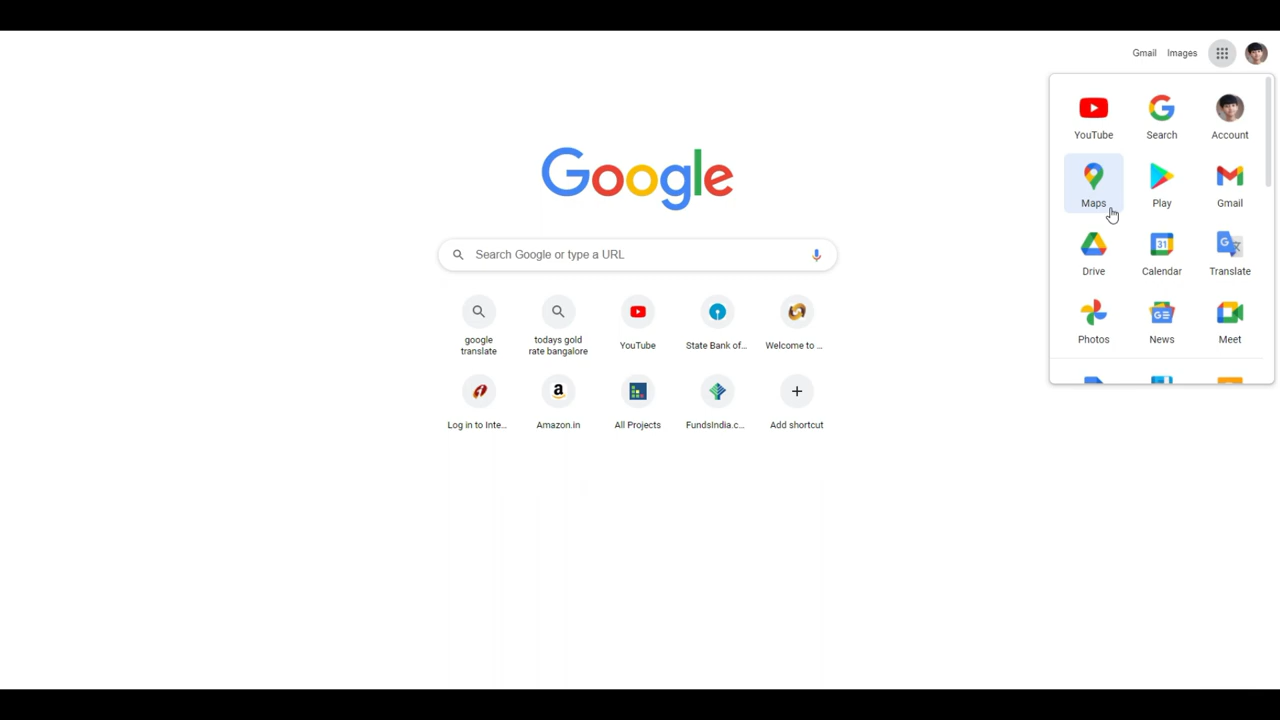 Gmail Images
YouTube Search Account
Maps Play Gmail
Drive Calendar Translate
Photos News Meet
Google
Search Google or type a URL
google
translate
todays gold
rate bangalore
YouTube
State Bank of...
Welcome to ...
Log in to Inte...
Amazon.in
All Projects
FundsIndia.c...
Add shortcut